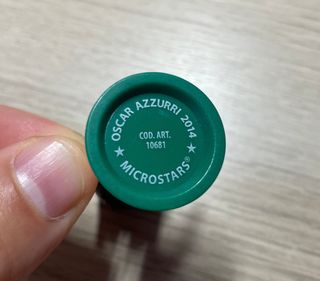 OSCAR AZZURRI 2014
COD. ART.
10681
★ MICROSTARS® ★